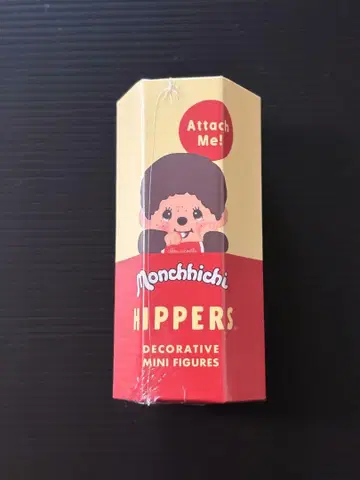 Attach
Me!
Monchhichi
HIPPERS
DECORATIVE
MINI FIGURES